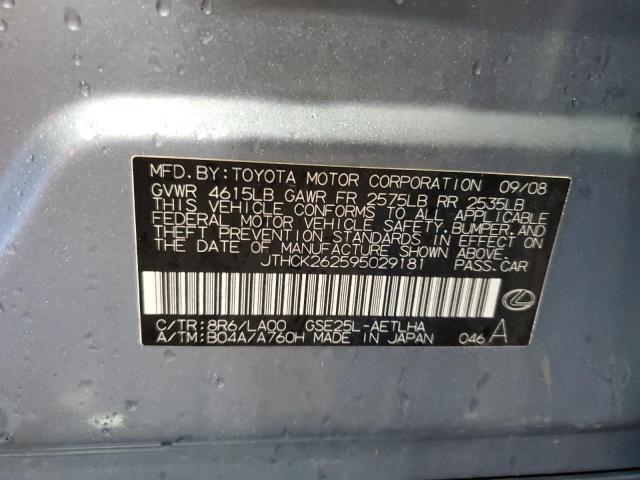 MFD. BY: TOYOTA MOTOR CORPORATION 09/08
GVWR 4615LB GAWR FR 2575LB RR 2535LB
THIS VEHICLE CONFORMS TO ALL APPLICABLE
FEDERAL MOTOR VEHICLE SAFETY, BUMPER, AND
THEFT PREVENTION STANDARDS IN EFFECT ON
THE DATE OF MANUFACTURE SHOWN ABOVE.
JTHCK262595029181 PASS. CAR
C/TR: 8R6/LA00 GSE25L-AETLHA
A/TM: B04A/A760H MADE IN JAPAN 046 A